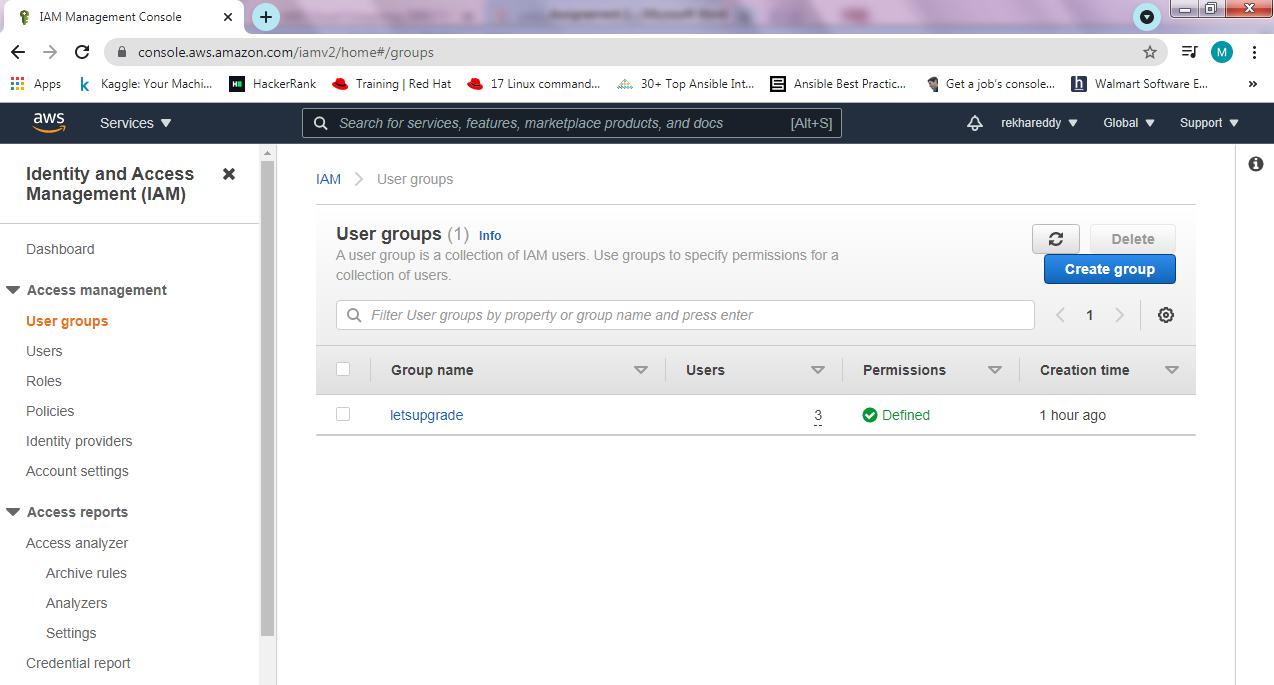 IAM Management Console
console.aws.amazon.com/iamv2/home#/groups
M
Apps Kaggle: Your Machi... HackerRank Training | Red Hat 17 Linux command... 30+ Top Ansible Int... Ansible Best Practic... Get a job's console... Walmart Software E... »
aws Services Search for services, features, marketplace products, and docs [Alt+S] rekhareddy Global Support
Identity and Access
Management (IAM)
Dashboard
Access management
User groups
Users
Roles
Policies
Identity providers
Account settings
Access reports
Access analyzer
Archive rules
Analyzers
Settings
Credential report
IAM User groups
User groups (1) Info
A user group is a collection of IAM users. Use groups to specify permissions for a
collection of users.
Delete
Create group
Filter User groups by property or group name and press enter
1
Group name Users Permissions Creation time
letsupgrade 3 Defined 1 hour ago